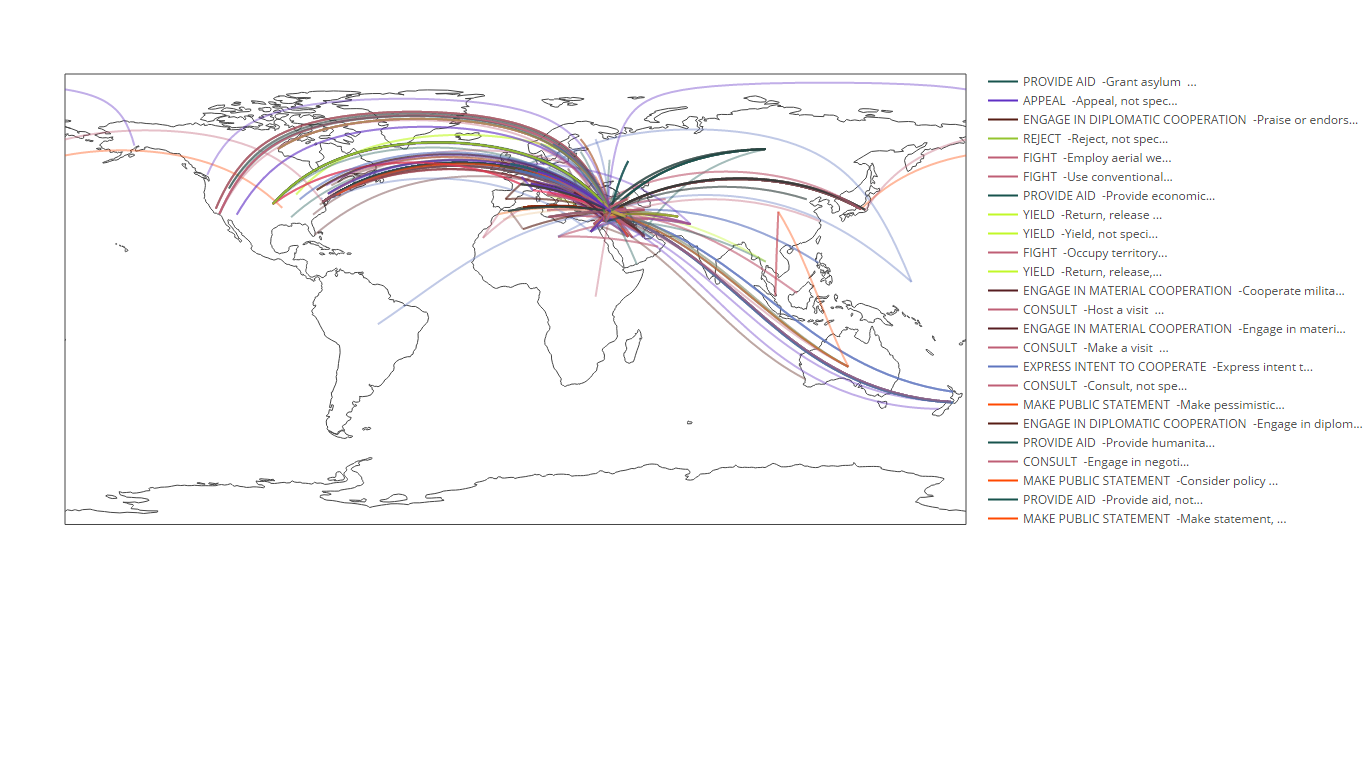 PROVIDE AID -Grant asylum ...
APPEAL -Appeal, not spec...
ENGAGE IN DIPLOMATIC COOPERATION -Praise or endors...
REJECT -Reject, not spec...
FIGHT -Employ aerial we...
FIGHT -Use conventional...
PROVIDE AID -Provide economic...
YIELD -Return, release ...
YIELD -Yield, not speci...
FIGHT -Occupy territory...
YIELD -Return, release,...
ENGAGE IN MATERIAL COOPERATION -Cooperate milita...
CONSULT -Host a visit ...
ENGAGE IN MATERIAL COOPERATION -Engage in materi...
CONSULT -Make a visit ...
EXPRESS INTENT TO COOPERATE -Express intent t...
CONSULT -Consult, not spe...
MAKE PUBLIC STATEMENT -Make pessimistic...
ENGAGE IN DIPLOMATIC COOPERATION -Engage in diplom...
PROVIDE AID -Provide humanita...
CONSULT -Engage in negoti...
MAKE PUBLIC STATEMENT -Consider policy ...
PROVIDE AID -Provide aid, not...
MAKE PUBLIC STATEMENT -Make statement, ...